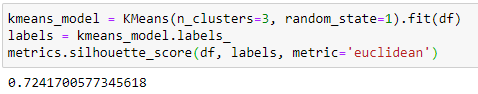 kmeans_model = KMeans(n_clusters=3, random_state=1).fit(df)
labels = kmeans_model.labels_
metrics.silhouette_score(df, labels, metric='euclidean')
0.7241700577345618